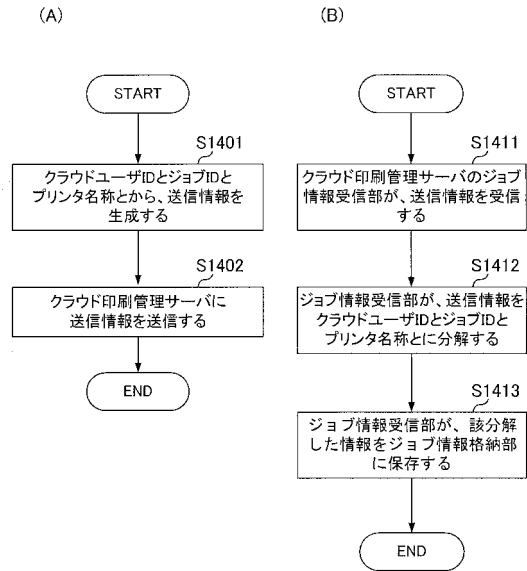 (A)
START
S1401
クラウドユーザIDとジョブIDと
プリンタ名称とから、送信情報を
生成する
S1402
クラウド印刷管理サーバに
送信情報を送信する
END
(B)
START
S1411
クラウド印刷管理サーバのジョブ
情報受信部が、送信情報を受信
する
S1412
ジョブ情報受信部が、送信情報を
クラウドユーザIDとジョブIDと
プリンタ名称とに分解する
S1413
ジョブ情報受信部が、該分解
した情報をジョブ情報格納部
に保存する
END